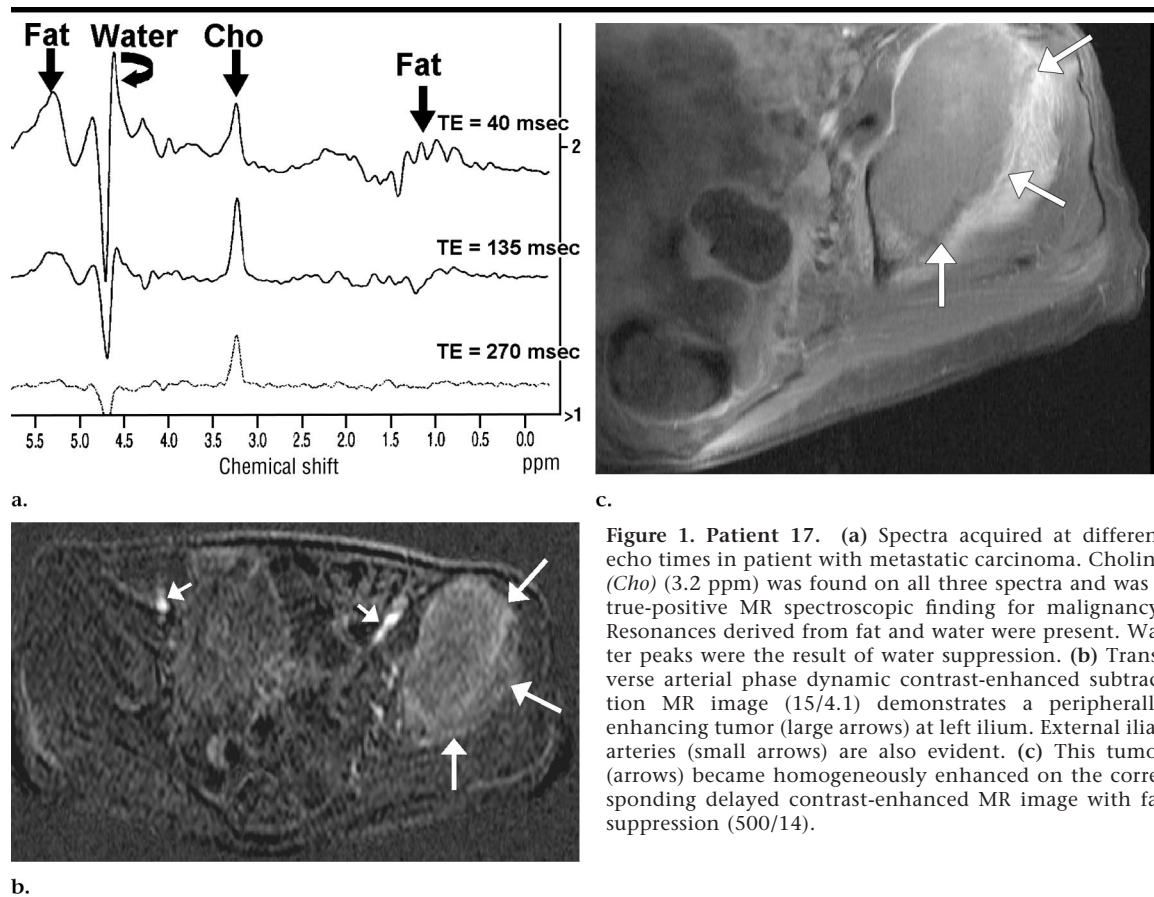 Fat Water Cho
Fat
TE = 40 msec
2
TE = 135 msec
TE = 270 msec
>1
5.5 5.0 4.5 4.0 3.5 3.0 2.5 2.0 1.5 1.0 0.5 0.0
Chemical shift ppm
a.
c.
b.
Figure 1. Patient 17. (a) Spectra acquired at differen
echo times in patient with metastatic carcinoma. Cholin
(Cho) (3.2 ppm) was found on all three spectra and was
true-positive MR spectroscopic finding for malignancy
Resonances derived from fat and water were present. Wa
ter peaks were the result of water suppression. (b) Trans
verse arterial phase dynamic contrast-enhanced subtrac
tion MR image (15/4.1) demonstrates a peripherall
enhancing tumor (large arrows) at left ilium. External ilia
arteries (small arrows) are also evident. (c) This tumo
(arrows) became homogeneously enhanced on the corre
sponding delayed contrast-enhanced MR image with fa
suppression (500/14).